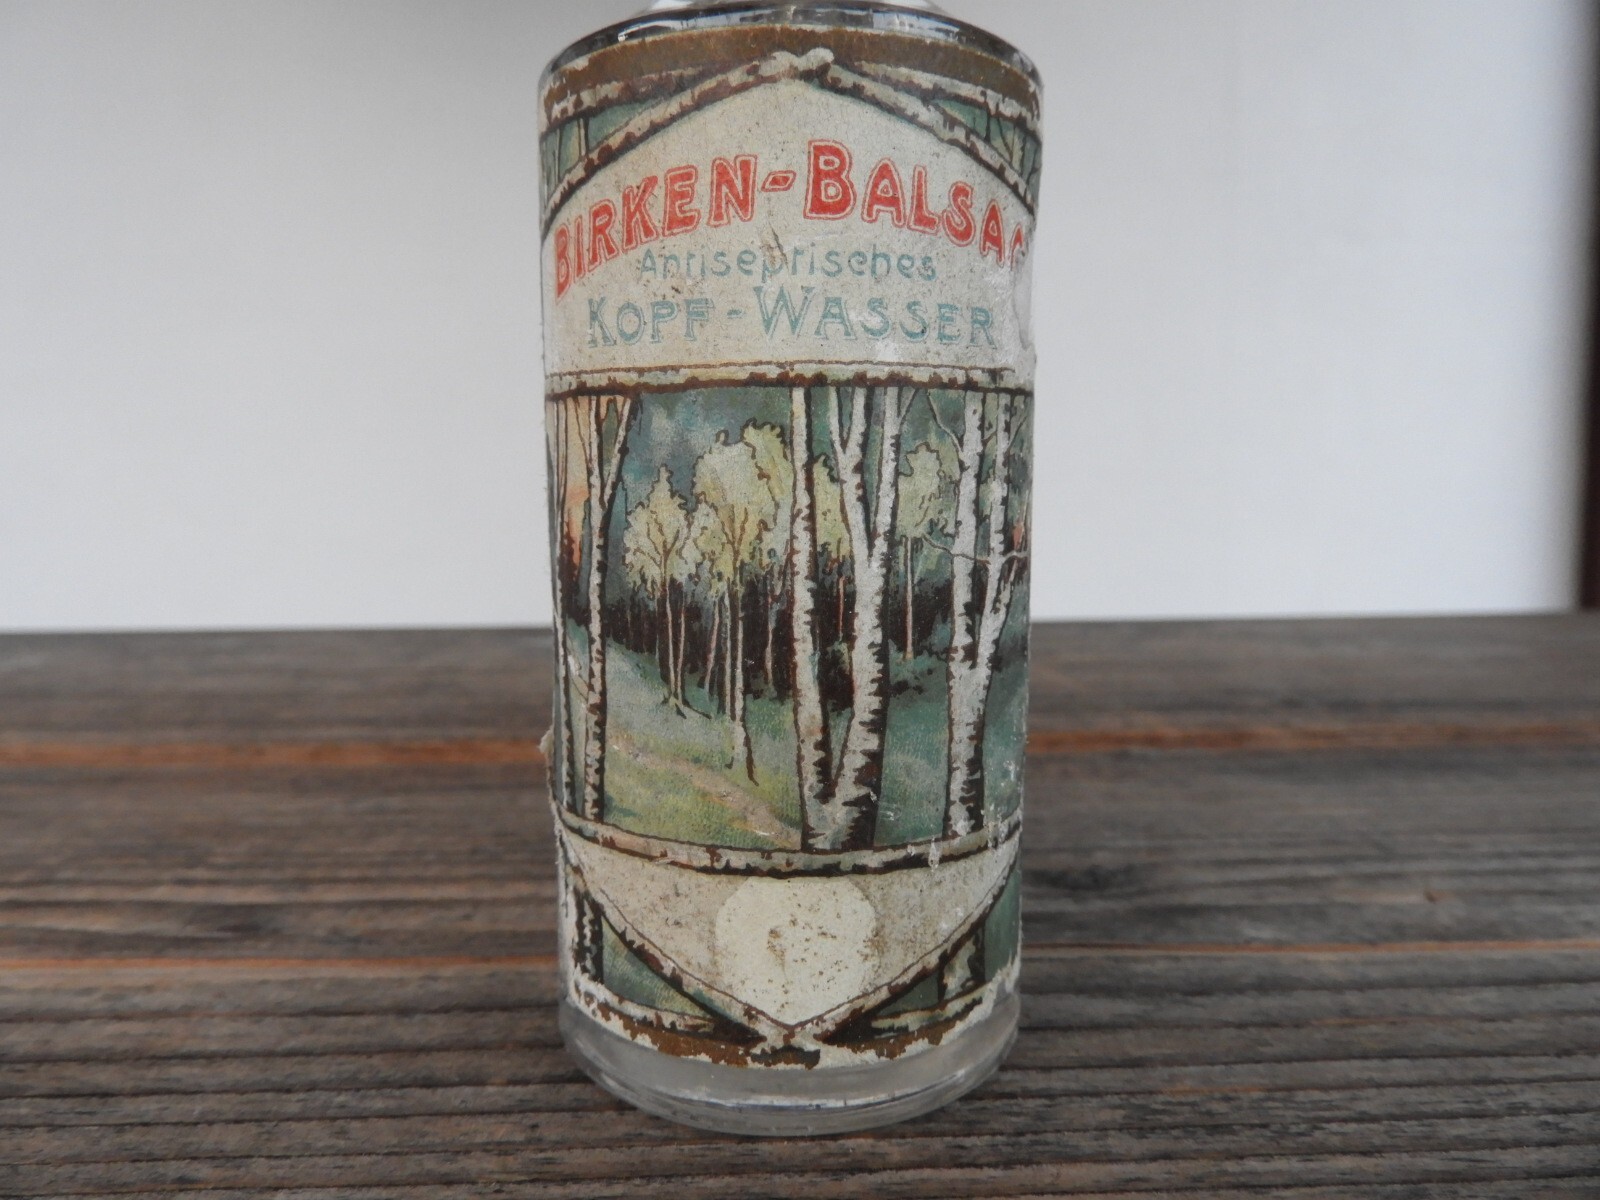 BIRKEN-BALSA
Antiseptisches
KOPF-WASSER